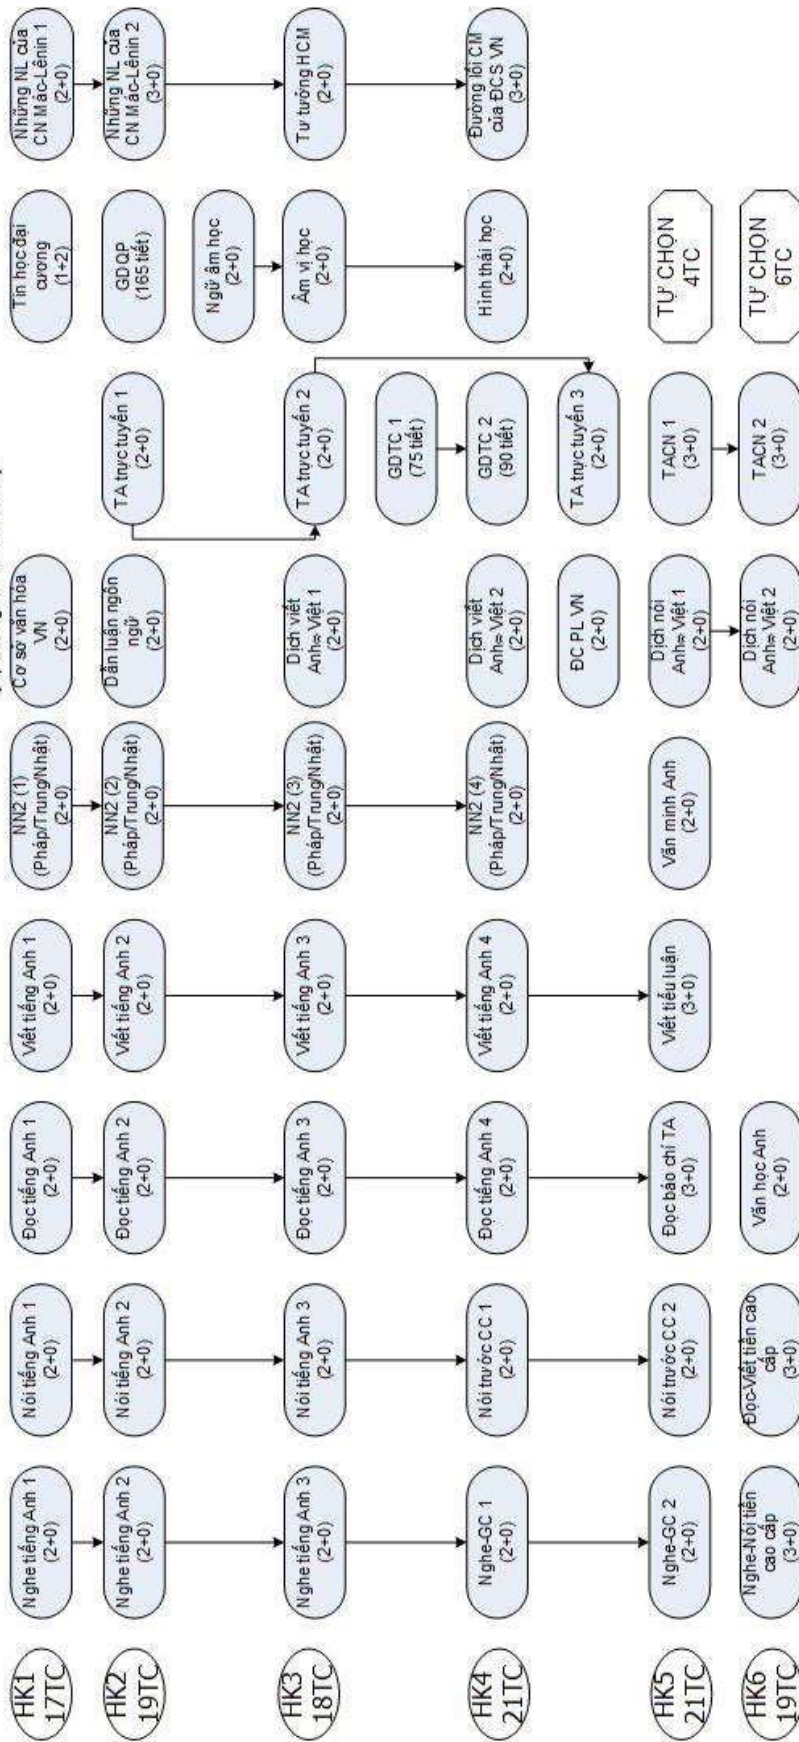 HK1
17TC
Nghe tiếng Anh 1
(2+0)
Nói tiếng Anh 1
(2+0)
Đọc tiếng Anh 1
(2+0)
Viết tiếng Anh 1
(2+0)
NN2 (1)
(Pháp/Trung/Nhật)
(2+0)
Cơ sở văn hóa
VN
(2+0)
Tin học đại
cương
(1+2)
Những NL của
CN Mác-Lênin 1
(2+0)
HK2
19TC
Nghe tiếng Anh 2
(2+0)
Nói tiếng Anh 2
(2+0)
Đọc tiếng Anh 2
(2+0)
Viết tiếng Anh 2
(2+0)
NN2 (2)
(Pháp/Trung/Nhật)
(2+0)
Dẫn luận ngôn
ngữ
(2+0)
TA trực tuyến 1
(2+0)
GDQP
(165 tiết)
Những NL của
CN Mác-Lênin 2
(3+0)
Ngữ âm học
(2+0)
HK3
18TC
Nghe tiếng Anh 3
(2+0)
Nói tiếng Anh 3
(2+0)
Đọc tiếng Anh 3
(2+0)
Viết tiếng Anh 3
(2+0)
NN2 (3)
(Pháp/Trung/Nhật)
(2+0)
Dịch viết
Anh⇔Việt 1
(2+0)
TA trực tuyến 2
(2+0)
Âm vị học
(2+0)
Tư tưởng HCM
(2+0)
GDTC 1
(75 tiết)
HK4
21TC
Nghe-GC 1
(2+0)
Nói trước CC 1
(2+0)
Đọc tiếng Anh 4
(2+0)
Viết tiếng Anh 4
(2+0)
NN2 (4)
(Pháp/Trung/Nhật)
(2+0)
Dịch viết
Anh⇔Việt 2
(2+0)
GDTC 2
(90 tiết)
Hình thái học
(2+0)
Đường lối CM
của ĐCS VN
(3+0)
ĐC PL VN
(2+0)
TA trực tuyến 3
(2+0)
HK5
21TC
Nghe-GC 2
(2+0)
Nói trước CC 2
(2+0)
Đọc báo chí TA
(3+0)
Viết tiểu luận
(3+0)
Văn minh Anh
(2+0)
Dịch nói
Anh⇔Việt 1
(2+0)
TACN 1
(3+0)
TỰ CHỌN
4TC
HK6
19TC
Nghe-Nói tiền
cao cấp
(3+0)
Đọc-Viết tiền cao
cấp
(3+0)
Văn học Anh
(2+0)
Dịch nói
Anh⇔Việt 2
(2+0)
TACN 2
(3+0)
TỰ CHỌN
6TC